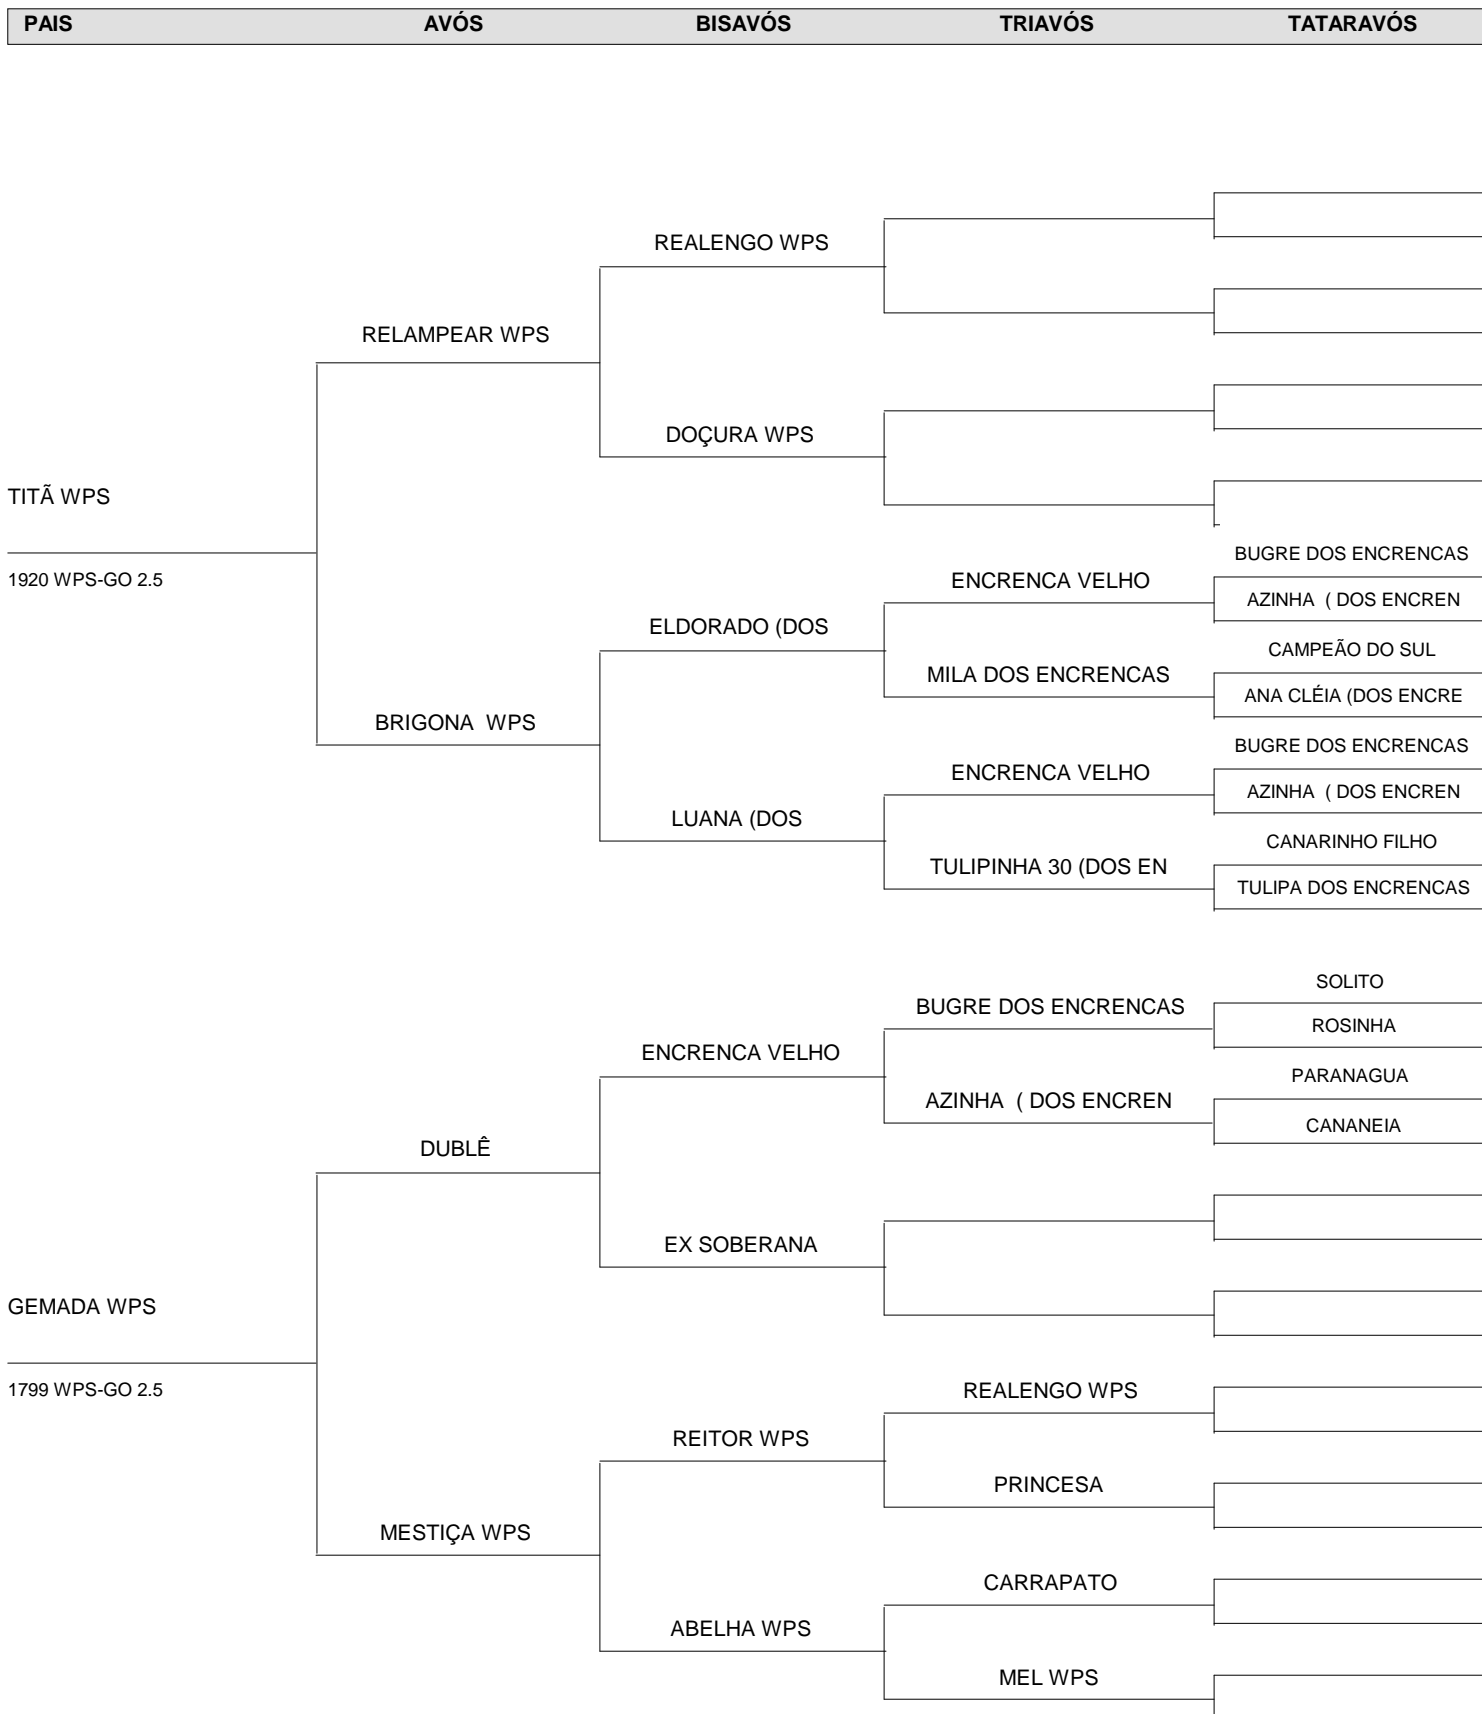 PAIS AVÓS BISAVÓS TRIAVÓS TATARAVÓS
REALENGO WPS
RELAMPEAR WPS
DOÇURA WPS
TITÃ WPS
1920 WPS-GO 2.5
BUGRE DOS ENCRENCAS
ENCRENCA VELHO
AZINHA ( DOS ENCREN
ELDORADO (DOS
CAMPEÃO DO SUL
MILA DOS ENCRENCAS
ANA CLÉIA (DOS ENCRE
BRIGONA WPS
BUGRE DOS ENCRENCAS
ENCRENCA VELHO
AZINHA ( DOS ENCREN
LUANA (DOS
CANARINHO FILHO
TULIPINHA 30 (DOS EN
TULIPA DOS ENCRENCAS
SOLITO
BUGRE DOS ENCRENCAS
ROSINHA
ENCRENCA VELHO
PARANAGUA
AZINHA ( DOS ENCREN
CANANEIA
DUBLÊ
EX SOBERANA
GEMADA WPS
1799 WPS-GO 2.5
REALENGO WPS
REITOR WPS
PRINCESA
MESTIÇA WPS
CARRAPATO
ABELHA WPS
MEL WPS